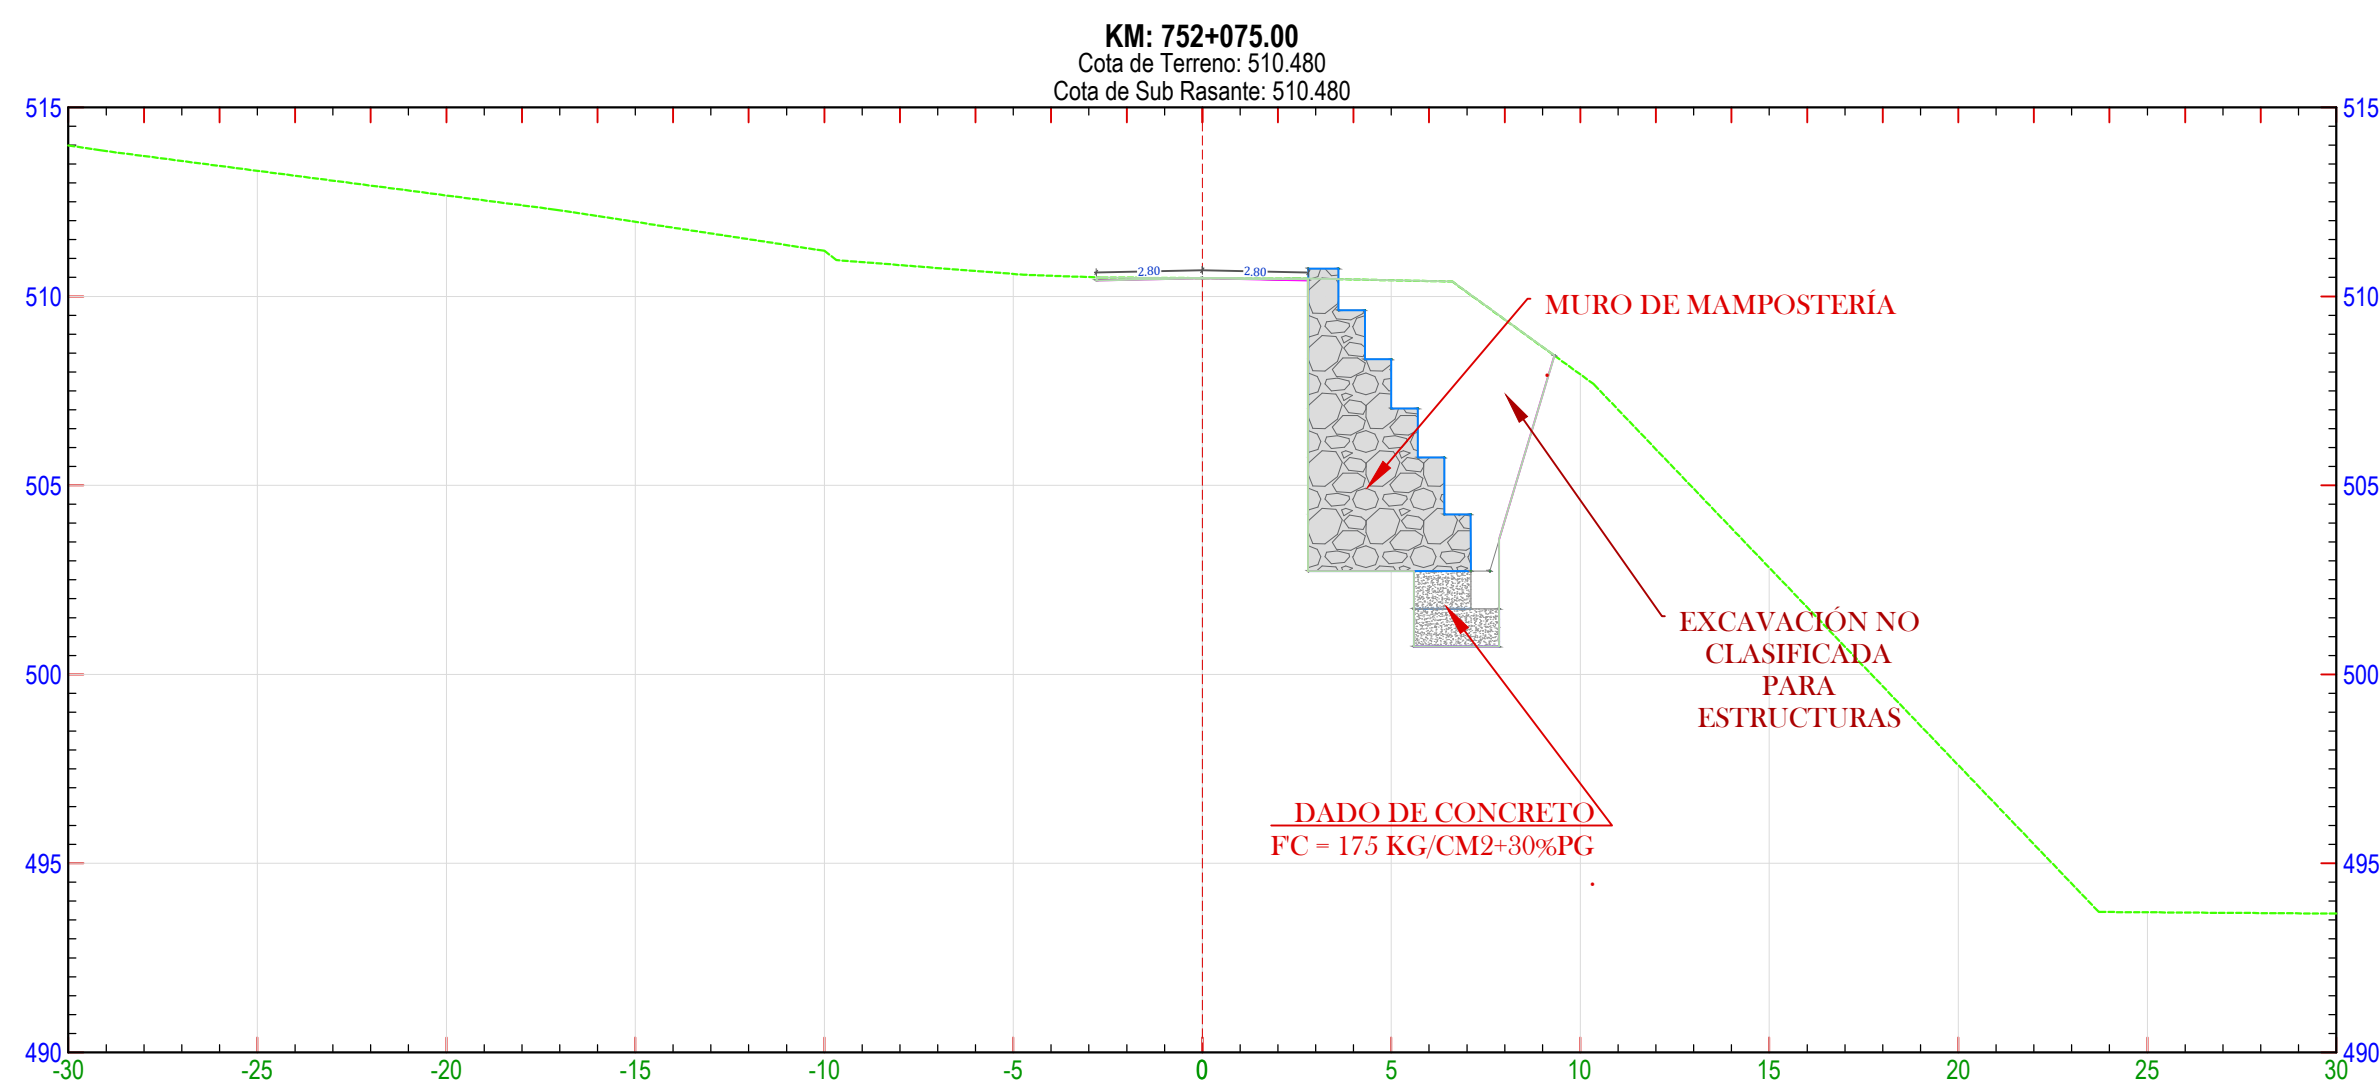 KM: 752+075.00
Cota de Terreno: 510.480
Cota de Sub Rasante: 510.480
515 515
2.80 2.80
510 510
MURO DE MAMPOSTERÍA
505 505
EXCAVACIÓN NO
CLASIFICADA
PARA
ESTRUCTURAS
500 500
DADO DE CONCRETO
F'C = 175 KG/CM2+30%PG
495 495
490 490
-30 -25 -20 -15 -10 -5 0 5 10 15 20 25 30